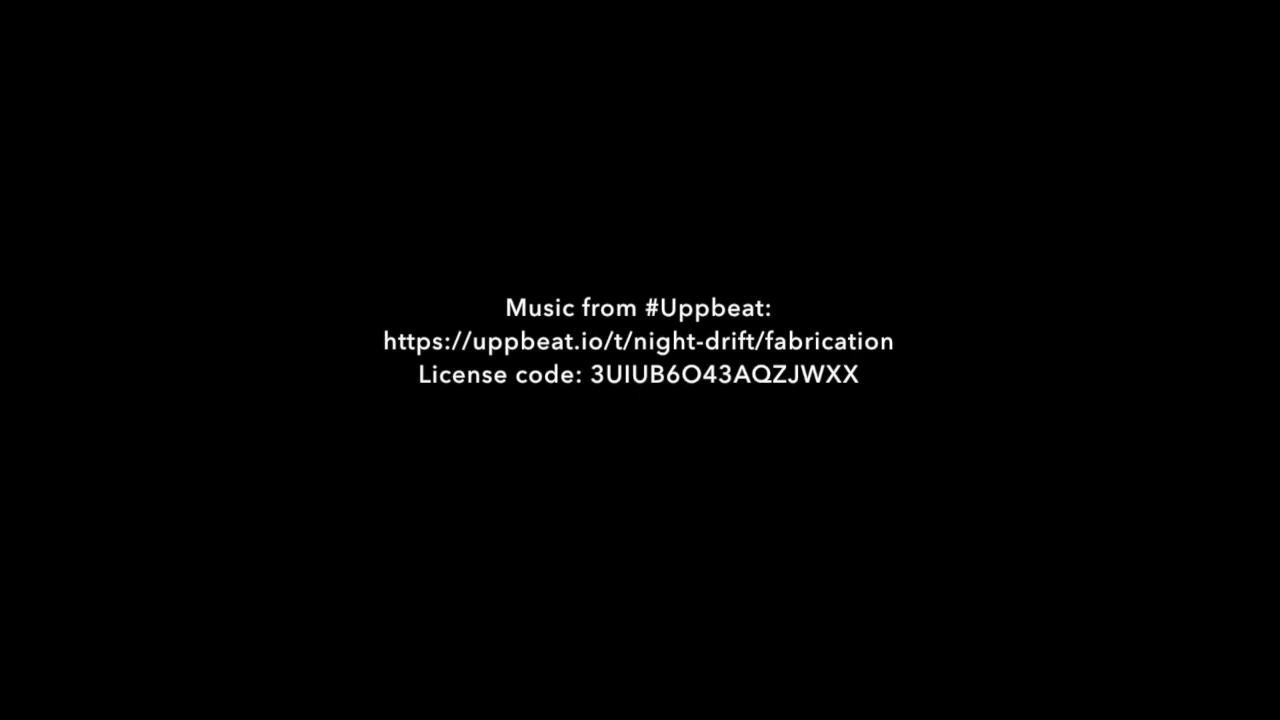 Music from #Uppbeat:
https://uppbeat.io/t/night-drift/fabrication
License code: 3UIUB6O43AQZJWXX